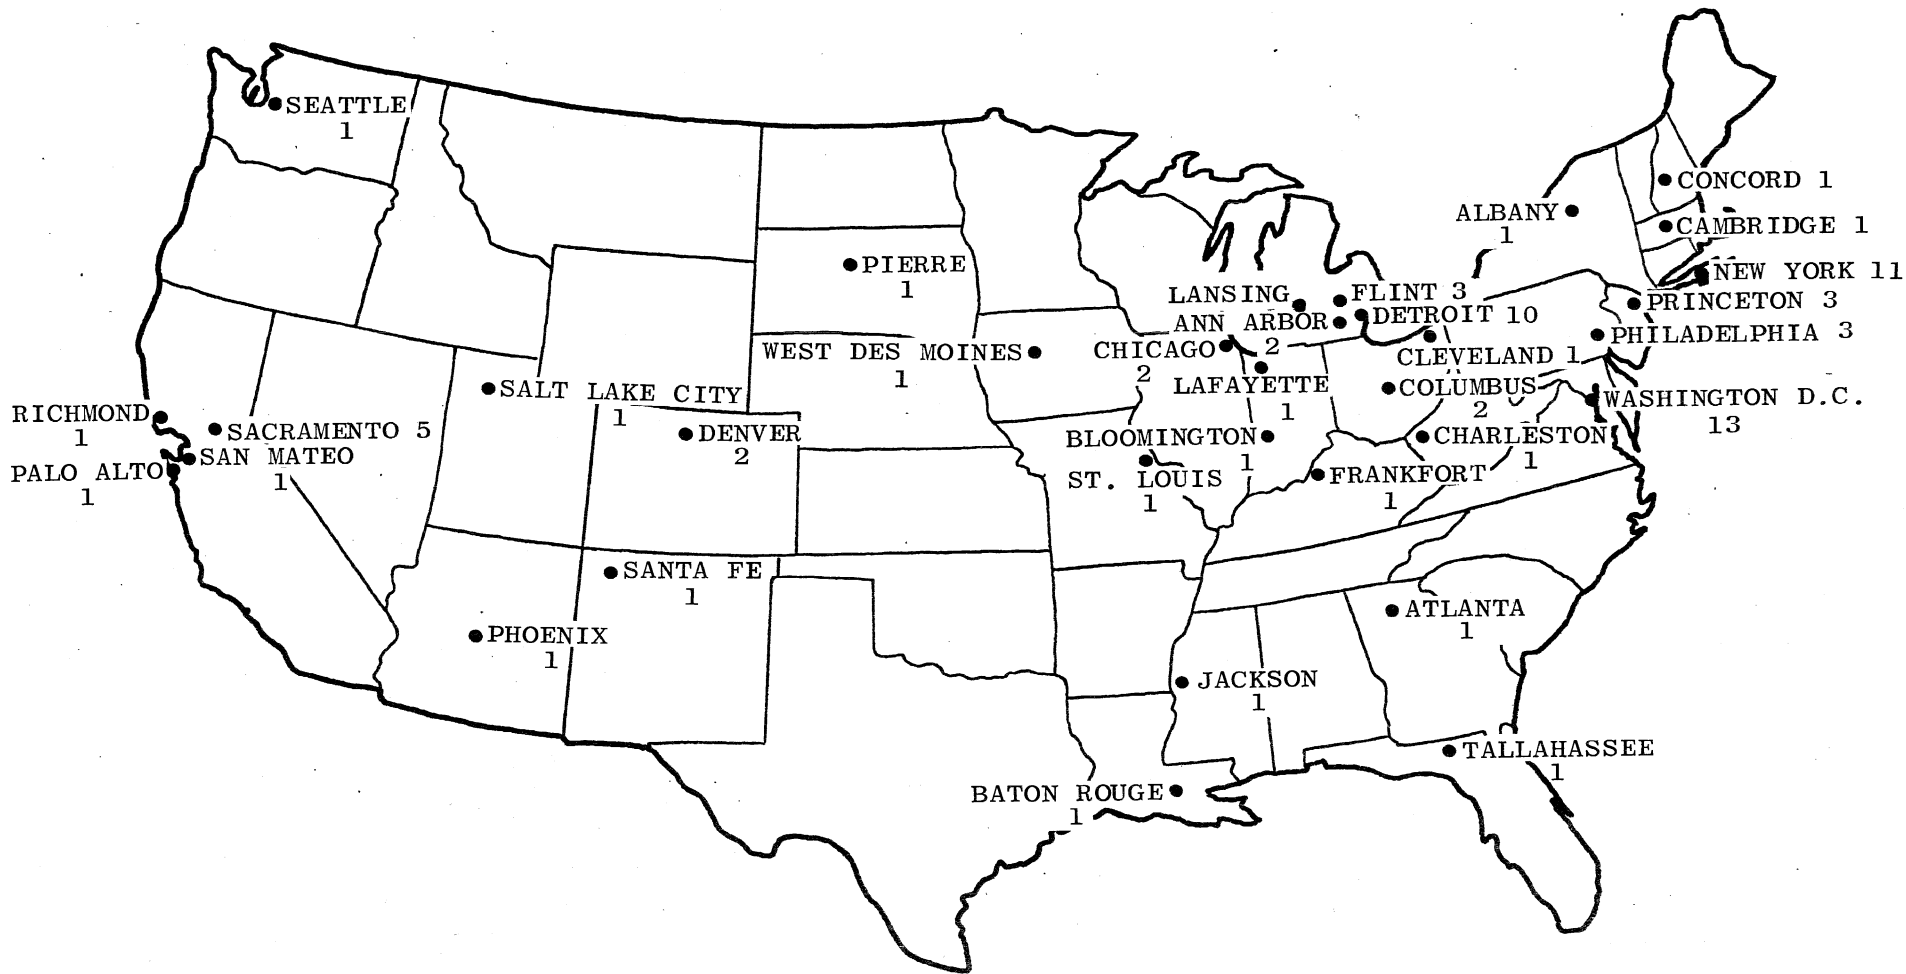 SEATTLE
1
CONCORD 1
ALBANY
1
CAMBRIDGE 1
PIERRE
1
NEW YORK 11
LANSING
FLINT 3
PRINCETON 3
ANN ARBOR
2
DETROIT 10
PHILADELPHIA 3
WEST DES MOINES
1
CHICAGO
2
CLEVELAND 1
LAFAYETTE
1
SALT LAKE CITY
1
COLUMBUS
2
WASHINGTON D.C.
13
RICHMOND
1
SACRAMENTO 5
DENVER
2
BLOOMINGTON
1
CHARLESTON
1
SAN MATEO
1
PALO ALTO
1
ST. LOUIS
1
FRANKFORT
1
SANTA FE
1
ATLANTA
1
PHOENIX
1
JACKSON
1
TALLAHASSEE
1
BATON ROUGE
1